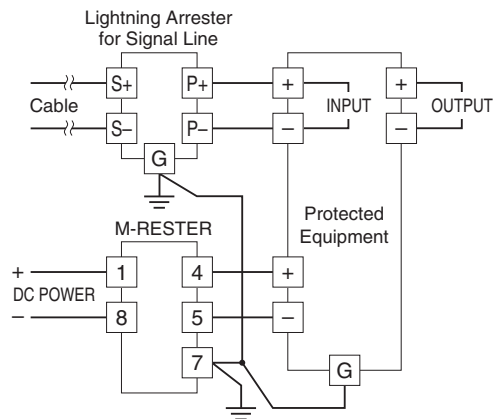 Lightning Arrester
for Signal Line
S+ P+ + +
Cable INPUT OUTPUT
S− P− − −
G
M-RESTER Protected
Equipment
+ 1 4 +
DC POWER
− 8 5 −
7 G